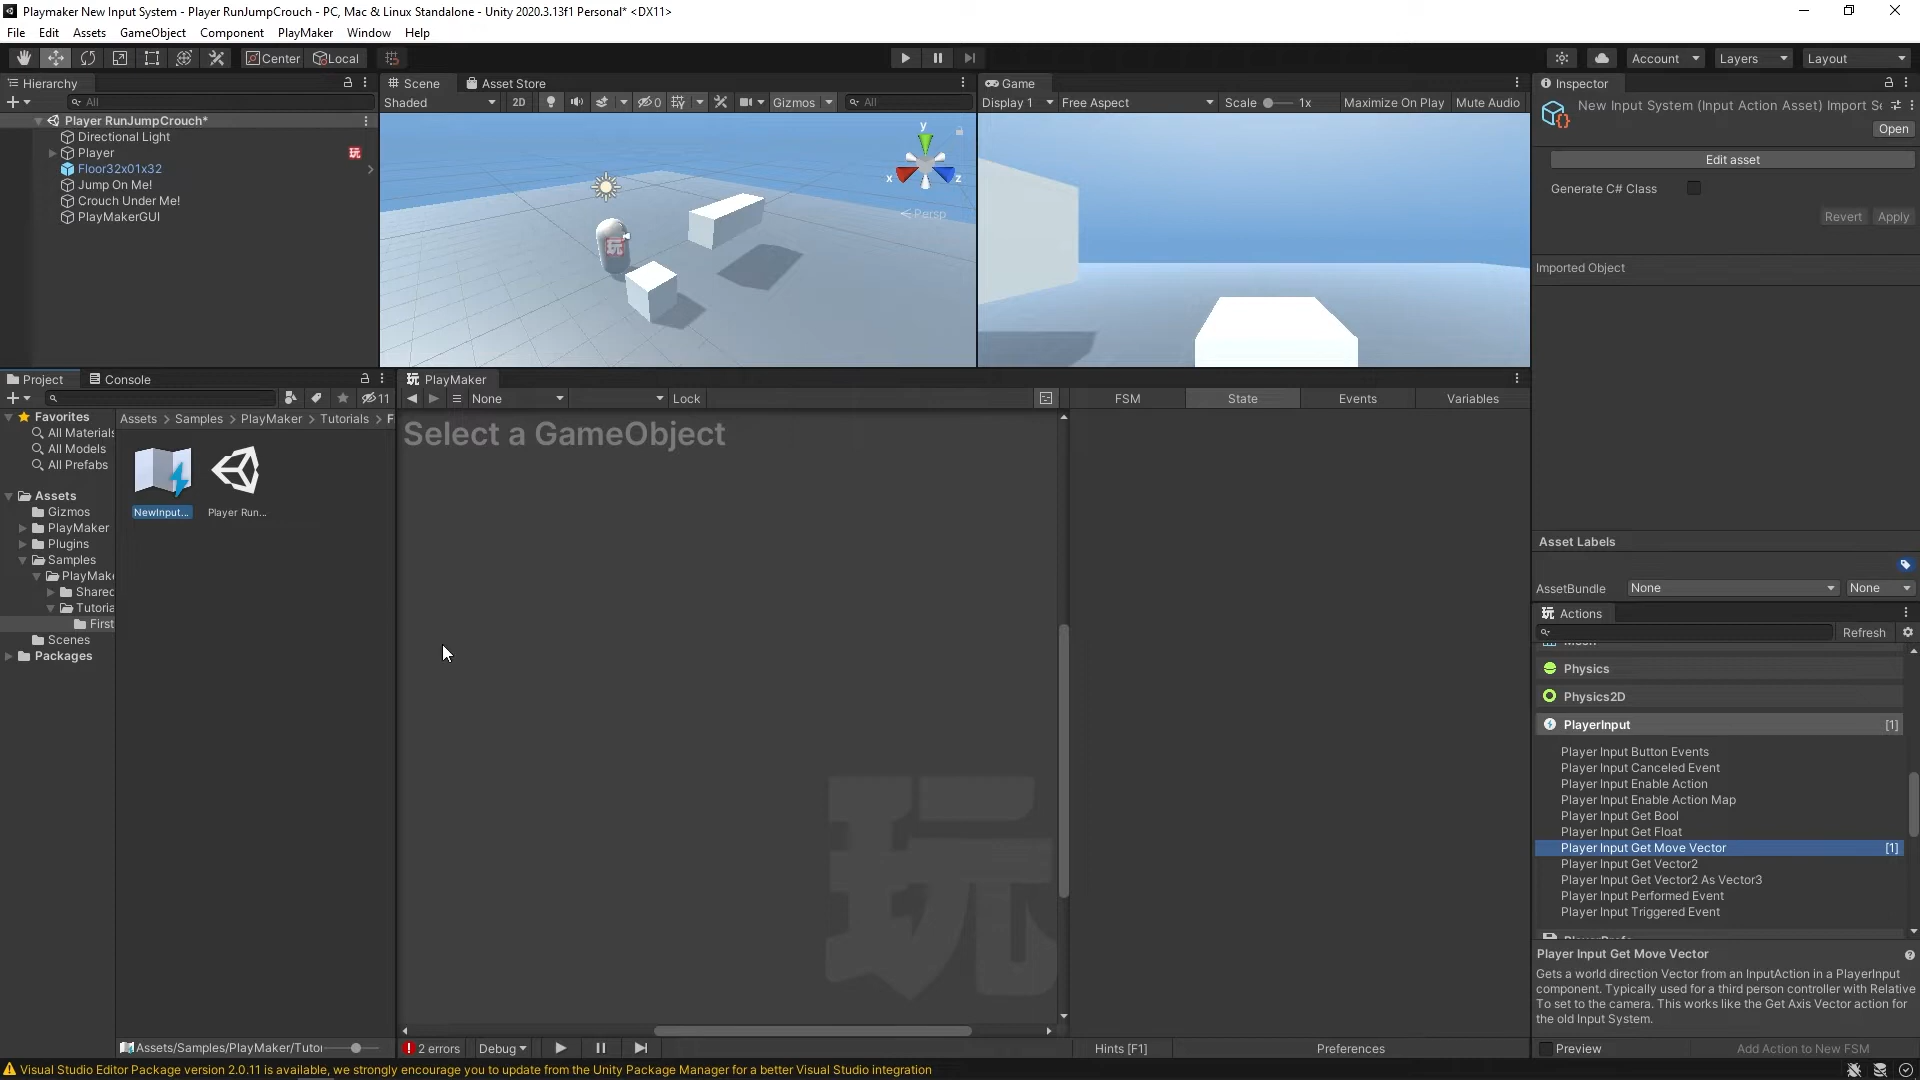 Playmaker New Input System - Player RunJumpCrouch - PC, Mac & Linux Standalone - Unity 2020.3.13f1 Personal* <DX11>
File Edit Assets GameObject Component PlayMaker Window Help
Center Local Account Layers Layout
Hierarchy
All
Player RunJumpCrouch*
Directional Light
Player
玩
Floor32x01x32
Jump On Me!
Crouch Under Me!
PlayMakerGUI
Scene Asset Store
Shaded 2D 0 Gizmos All
y
x z
Persp
玩
Game
Display 1 Free Aspect Scale 1x Maximize On Play Mute Audio
Inspector
New Input System (Input Action Asset) Import Se
Open
Edit asset
Generate C# Class
Revert Apply
Imported Object
Asset Labels
AssetBundle None None
Project Console
11
Favorites
All Materials
All Models
All Prefabs
Assets
Gizmos
PlayMaker
Plugins
Samples
PlayMake
Shared
Tutoria
First
Scenes
Packages
Assets > Samples > PlayMaker > Tutorials > F
NewInput...
Player Run...
Assets/Samples/PlayMaker/Tutor
玩 PlayMaker
None Lock
Select a GameObject
玩
FSM State Events Variables
2 errors Debug
Hints [F1] Preferences
玩 Actions
Refresh
Physics
Physics2D
PlayerInput [1]
Player Input Button Events
Player Input Canceled Event
Player Input Enable Action
Player Input Enable Action Map
Player Input Get Bool
Player Input Get Float
Player Input Get Move Vector [1]
Player Input Get Vector2
Player Input Get Vector2 As Vector3
Player Input Performed Event
Player Input Triggered Event
Player Input Get Move Vector
Gets a world direction Vector from an InputAction in a PlayerInput
component. Typically used for a third person controller with Relative
To set to the camera. This works like the Get Axis Vector action for
the old Input System.
Preview Add Action to New FSM
Visual Studio Editor Package version 2.0.11 is available, we strongly encourage you to update from the Unity Package Manager for a better Visual Studio integration